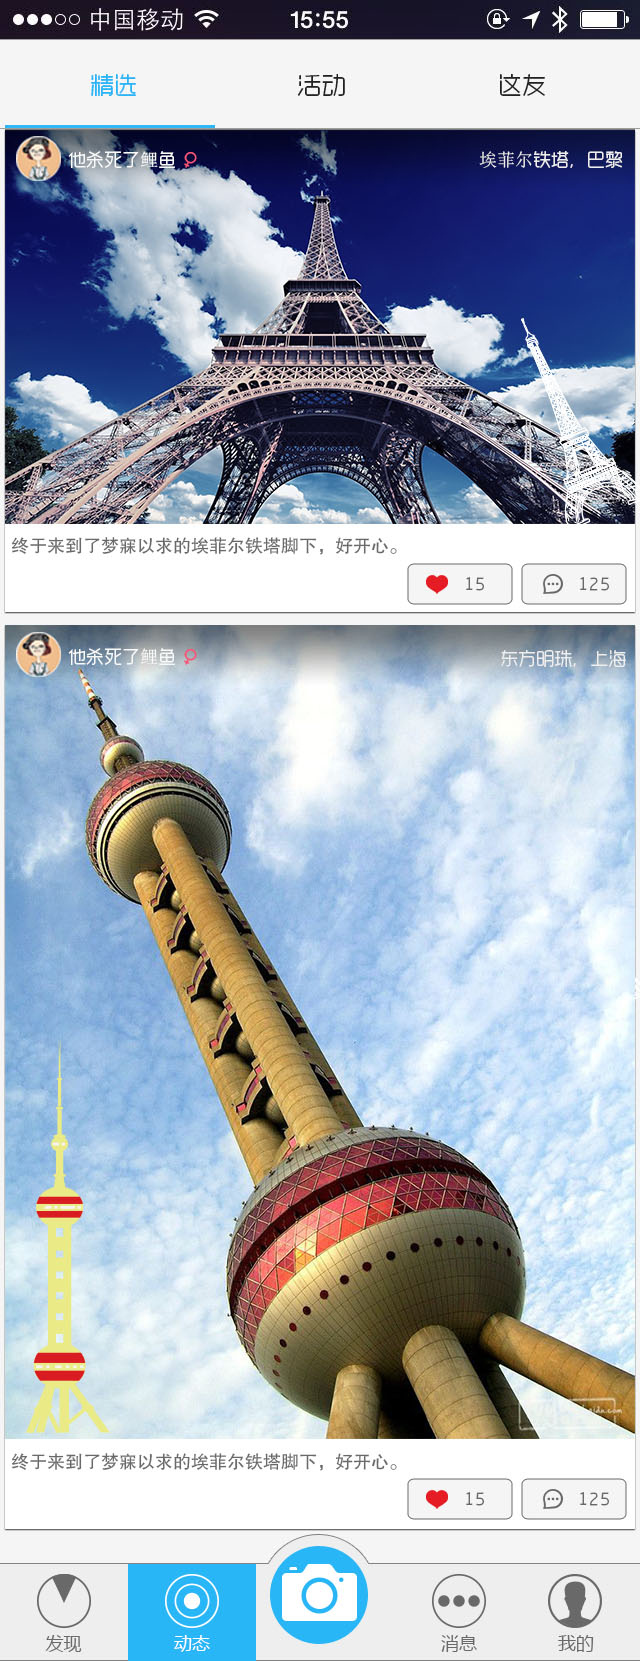 中国移动 15:55
精选 活动 这友
他杀死了鲤鱼 埃菲尔铁塔，巴黎
终于来到了梦寐以求的埃菲尔铁塔脚下，好开心。
15 125
他杀死了鲤鱼 东方明珠，上海
终于来到了梦寐以求的埃菲尔铁塔脚下，好开心。
15 125
发现 动态 消息 我的